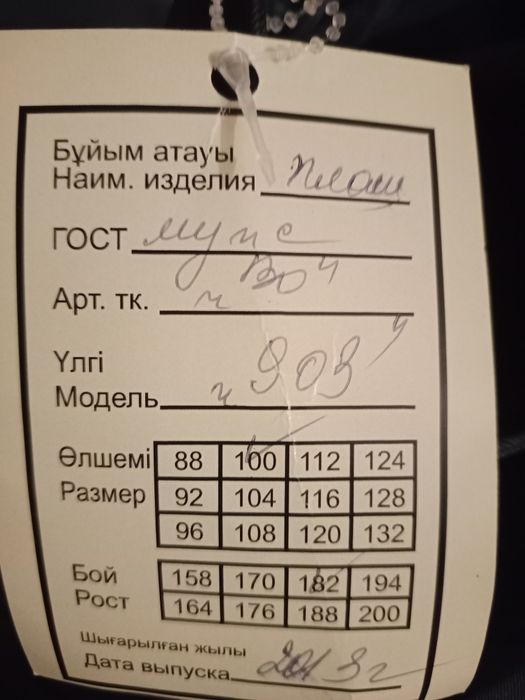 Бұйым атауы
Наим. изделия плащ
ГОСТ муж с
Арт. тк.
Үлгі
Модель "903"
Өлшемі 88 100 112 124
Размер 92 104 116 128
96 108 120 132
Бой 158 170 182 194
Рост 164 176 188 200
Шығарылған жылы
Дата выпуска 2013г